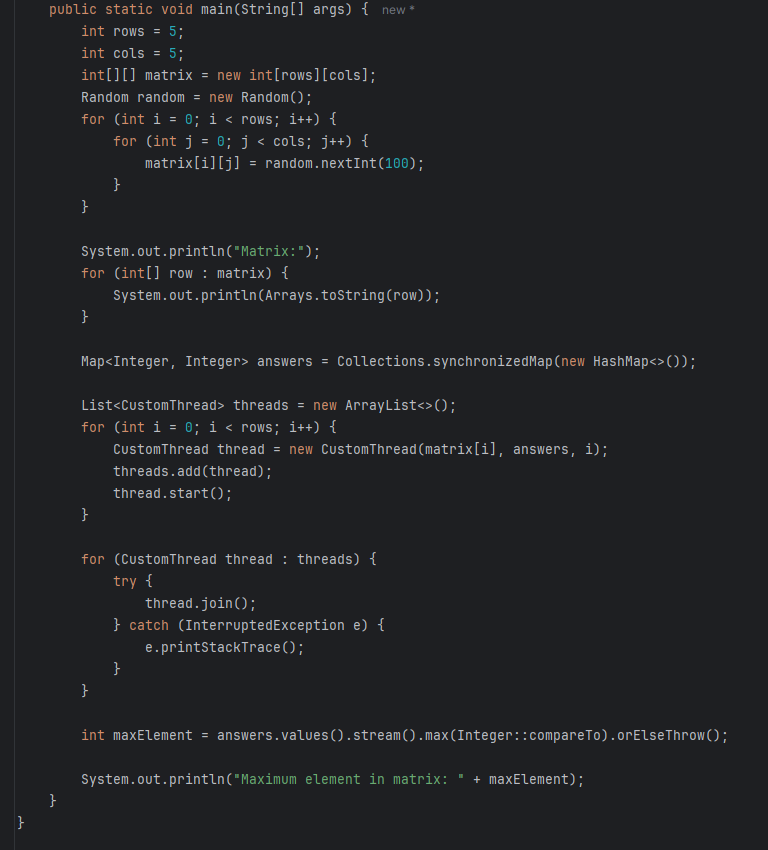 public static void main(String[] args) { new *
int rows = 5;
int cols = 5;
int[][] matrix = new int[rows][cols];
Random random = new Random();
for (int i = 0; i < rows; i++) {
for (int j = 0; j < cols; j++) {
matrix[i][j] = random.nextInt(100);
}
}
System.out.println("Matrix:");
for (int[] row : matrix) {
System.out.println(Arrays.toString(row));
}
Map<Integer, Integer> answers = Collections.synchronizedMap(new HashMap<>());
List<CustomThread> threads = new ArrayList<>();
for (int i = 0; i < rows; i++) {
CustomThread thread = new CustomThread(matrix[i], answers, i);
threads.add(thread);
thread.start();
}
for (CustomThread thread : threads) {
try {
thread.join();
} catch (InterruptedException e) {
e.printStackTrace();
}
}
int maxElement = answers.values().stream().max(Integer::compareTo).orElseThrow();
System.out.println("Maximum element in matrix: " + maxElement);
}
}